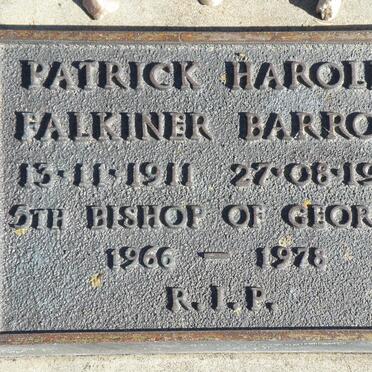 PATRICK HAROL
FALKINER BARRO
13·11·1911 27·08·19
5TH BISHOP OF GEOR
1966 — 1978
R.I.P.